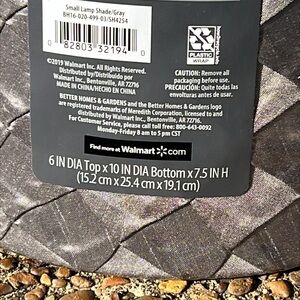 Small Lamp Shade/Gray
BH16-020-499-03/SH4254
0 82803 32194 0
PLASTIC
WRAP
©2019 Walmart Inc. All Rights Reserved.
Distributed by/Distribuido por
Walmart Inc., Bentonville, AR 72716
MADE IN CHINA/HECHO EN CHINA
CAUTION: Remove all
packaging before use.
PRECAUCIÓN: Quite todas las
envolturas antes de usar.
BETTER HOMES & GARDENS and the Better Homes & Gardens logo
are registered trademarks of Meredith Corporation, licensed to and
distributed by Walmart Inc., Bentonville, AR, 72716.
For Customer Service, please call toll free: 800-643-0092
Monday-Friday 8 am to 5 pm CST
Find more at Walmart.com
6 IN DIA Top x 10 IN DIA Bottom x 7.5 IN H
(15.2 cm x 25.4 cm x 19.1 cm)